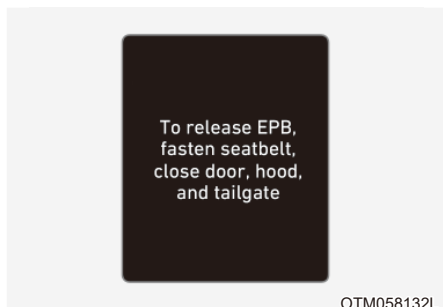 To release EPB,
fasten seatbelt,
close door, hood,
and tailgate
OTM058132L